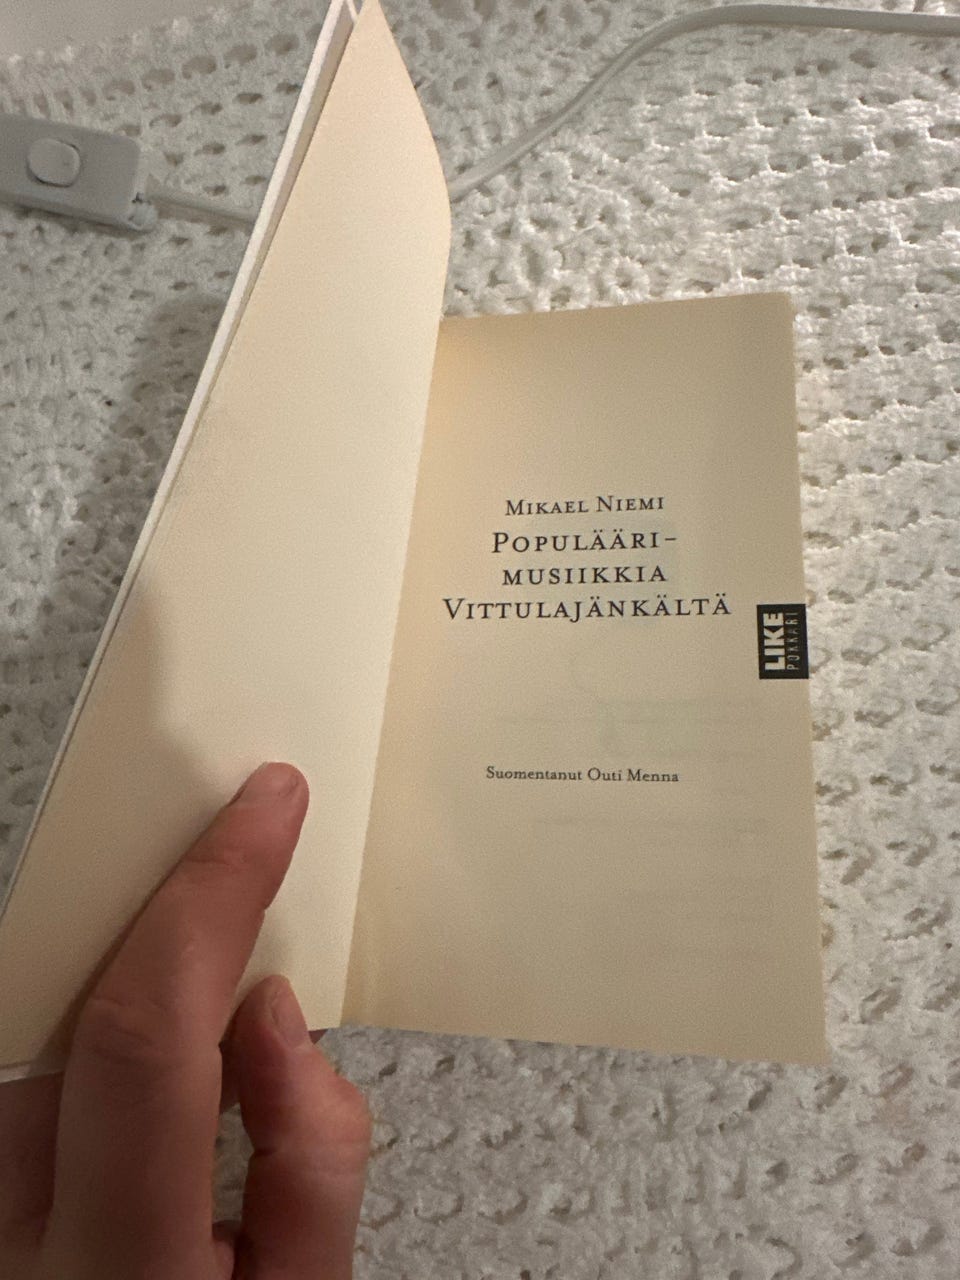 MIKAEL NIEMI
POPULÄÄRI-
MUSIIKKIA
VITTULAJÄNKÄLTÄ
LIKE
POKKARI
Suomentanut Outi Menna